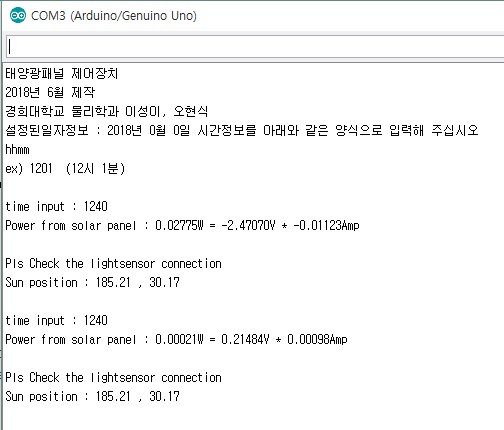 COM3 (Arduino/Genuino Uno)
태양광패널 제어장치
2018년 6월 제작
경희대학교 물리학과 이성이, 오현식
설정된일자정보 : 2018년 0월 0일 시간정보를 아래와 같은 양식으로 입력해 주십시오
hhmm
ex) 1201  (12시 1분)
time input : 1240
Power from solar panel : 0.02775W = -2.47070V * -0.01123Amp
Pls Check the lightsensor connection
Sun position : 185.21 , 30.17
time input : 1240
Power from solar panel : 0.00021W = 0.21484V * 0.00098Amp
Pls Check the lightsensor connection
Sun position : 185.21 , 30.17